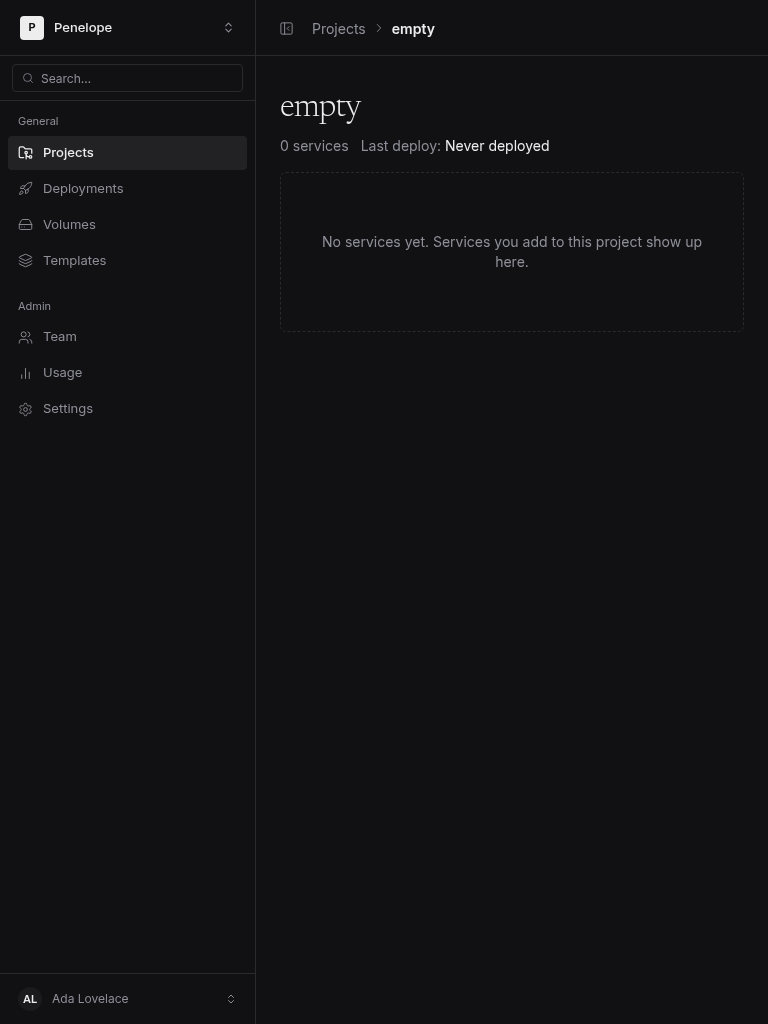 P Penelope
Search...
General
Projects
Deployments
Volumes
Templates
Admin
Team
Usage
Settings
AL Ada Lovelace
Projects > empty
empty
0 services Last deploy: Never deployed
No services yet. Services you add to this project show up
here.